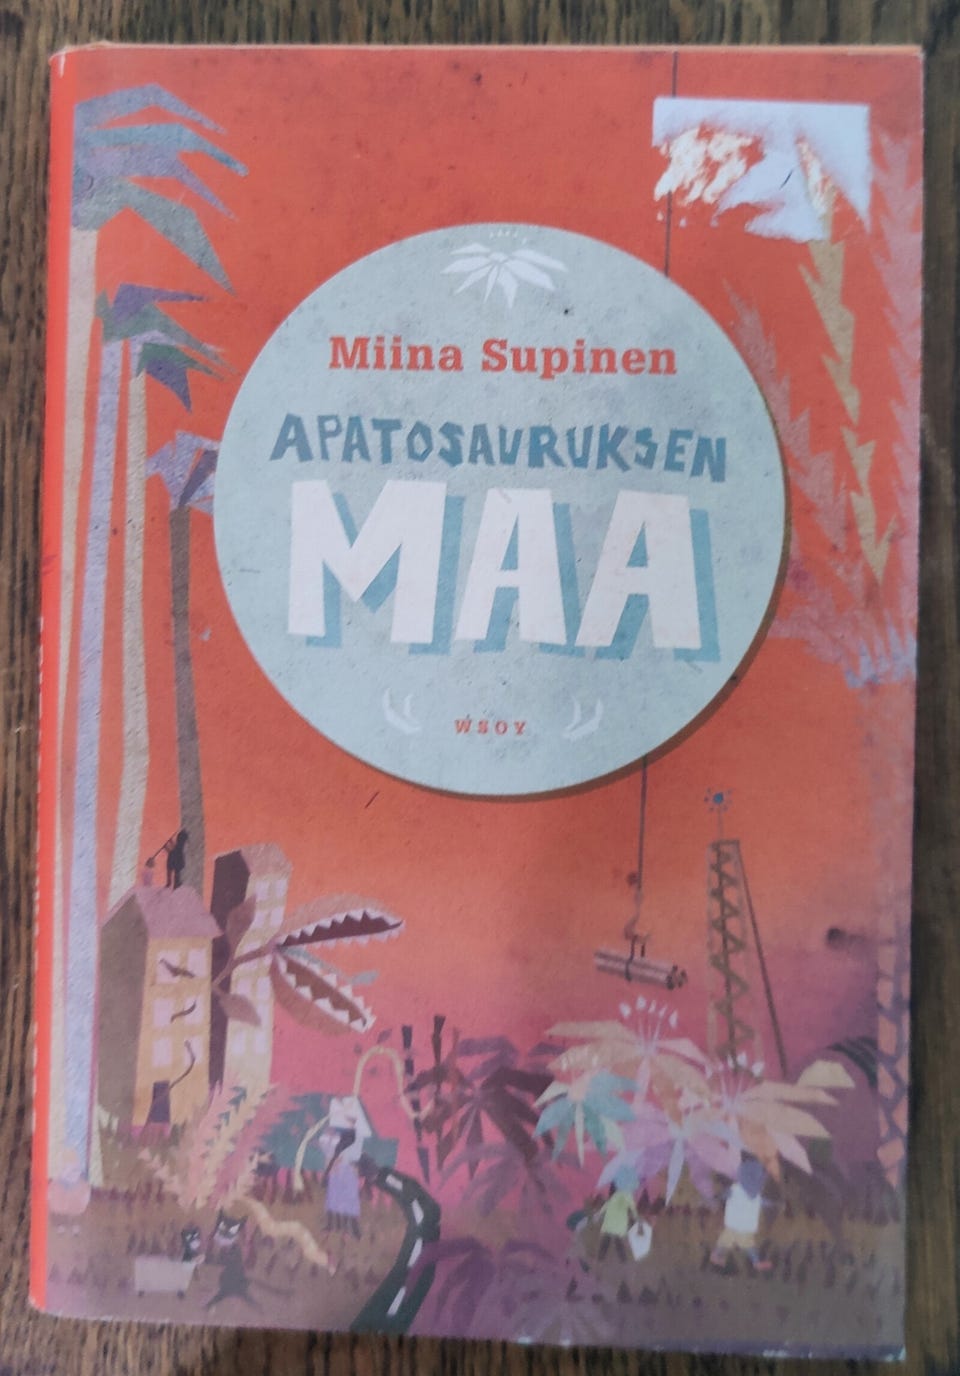 Miina Supinen
APATOSAURUKSEN
MAA
WSOY